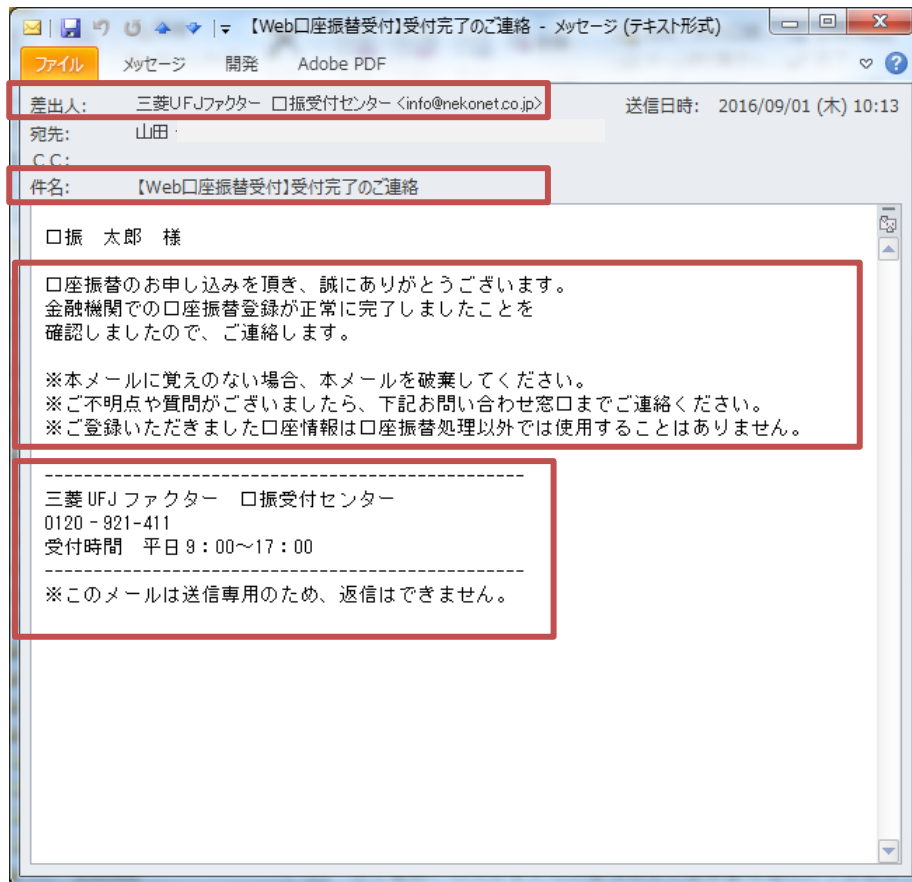 【Web口座振替受付】受付完了のご連絡 - メッセージ (テキスト形式)
ファイル メッセージ 開発 Adobe PDF
差出人: 三菱UFJファクター 口振受付センター <info@nekonet.co.jp> 送信日時: 2016/09/01 (木) 10:13
宛先: 山田
CC:
件名: 【Web口座振替受付】受付完了のご連絡
口振 太郎 様
口座振替のお申し込みを頂き、誠にありがとうございます。
金融機関での口座振替登録が正常に完了しましたことを
確認しましたので、ご連絡します。
※本メールに覚えのない場合、本メールを破棄してください。
※ご不明点や質問がございましたら、下記お問い合わせ窓口までご連絡ください。
※ご登録いただきました口座情報は口座振替処理以外では使用することはありません。
--------------------------------------------------
三菱UFJファクター 口振受付センター
0120-921-411
受付時間 平日9:00～17:00
--------------------------------------------------
※このメールは送信専用のため、返信はできません。